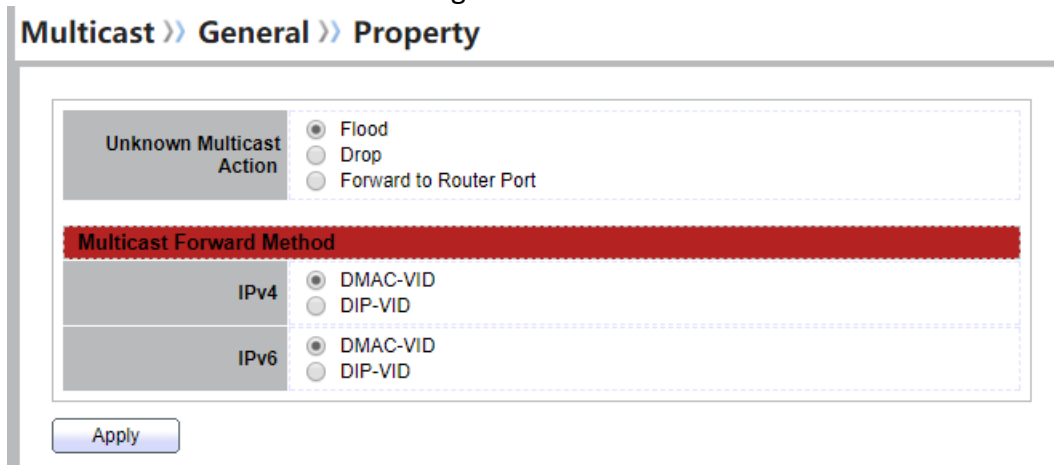 Multicast 》 General 》 Property
Unknown Multicast
Action
Flood
Drop
Forward to Router Port
Multicast Forward Method
IPv4
DMAC-VID
DIP-VID
IPv6
DMAC-VID
DIP-VID
Apply